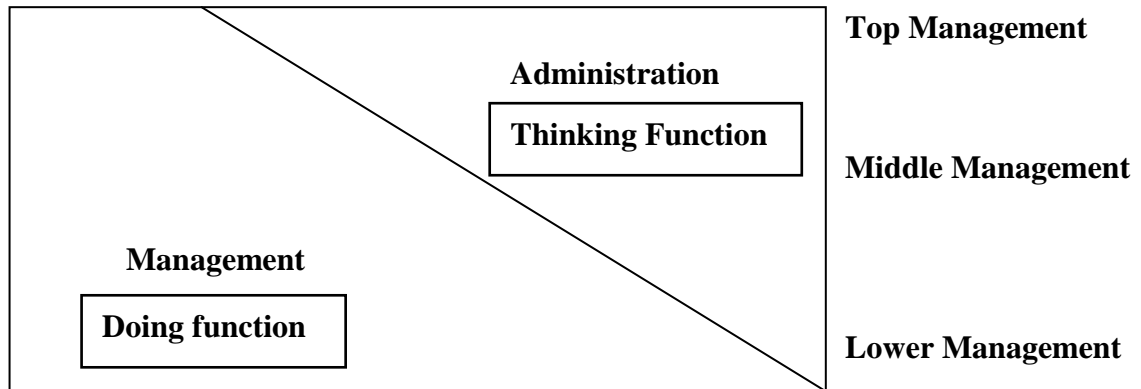 Top Management
Administration
Thinking Function
Middle Management
Management
Doing function
Lower Management